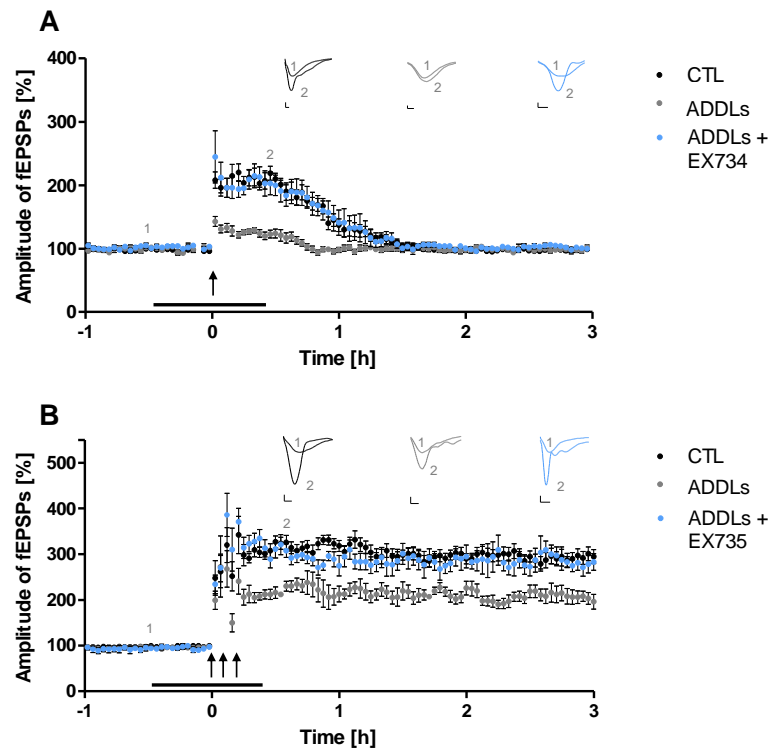 A
Amplitude of fEPSPs [%]
400
300
200
100
0
1
2
1
2
1
2
1
2
-1
0
1
2
3
Time [h]
CTL
ADDLs
ADDLs +
EX734
B
Amplitude of fEPSPs [%]
500
400
300
200
100
0
1
2
1
2
1
2
1
2
-1
0
1
2
3
Time [h]
CTL
ADDLs
ADDLs +
EX735